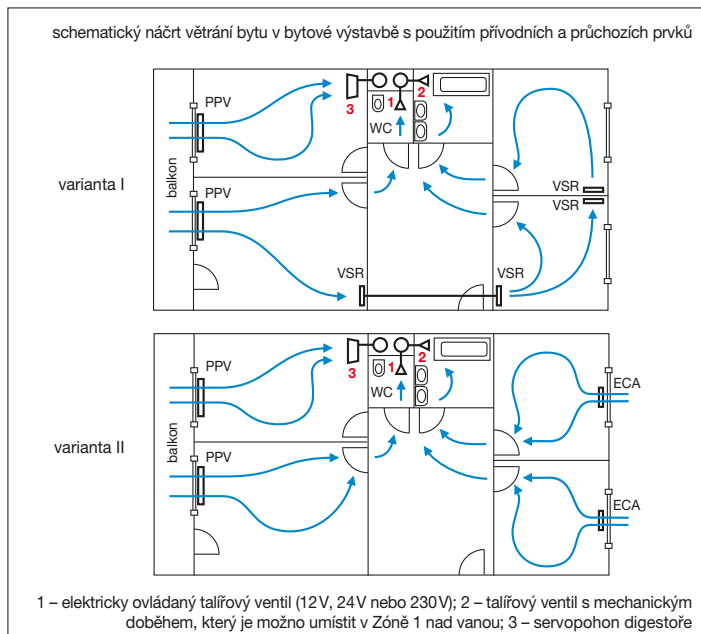 schematický náčrt větrání bytu v bytové výstavbě s použitím přívodních a průchozích prvků
varianta I
balkon
PPV
PPV
3
1
2
WC
VSR
VSR
VSR
VSR
varianta II
balkon
PPV
PPV
3
1
2
WC
ECA
ECA
1 – elektricky ovládaný talířový ventil (12 V, 24 V nebo 230 V); 2 – talířový ventil s mechanickým
doběhem, který je možno umístit v Zóně 1 nad vanou; 3 – servopohon digestoře